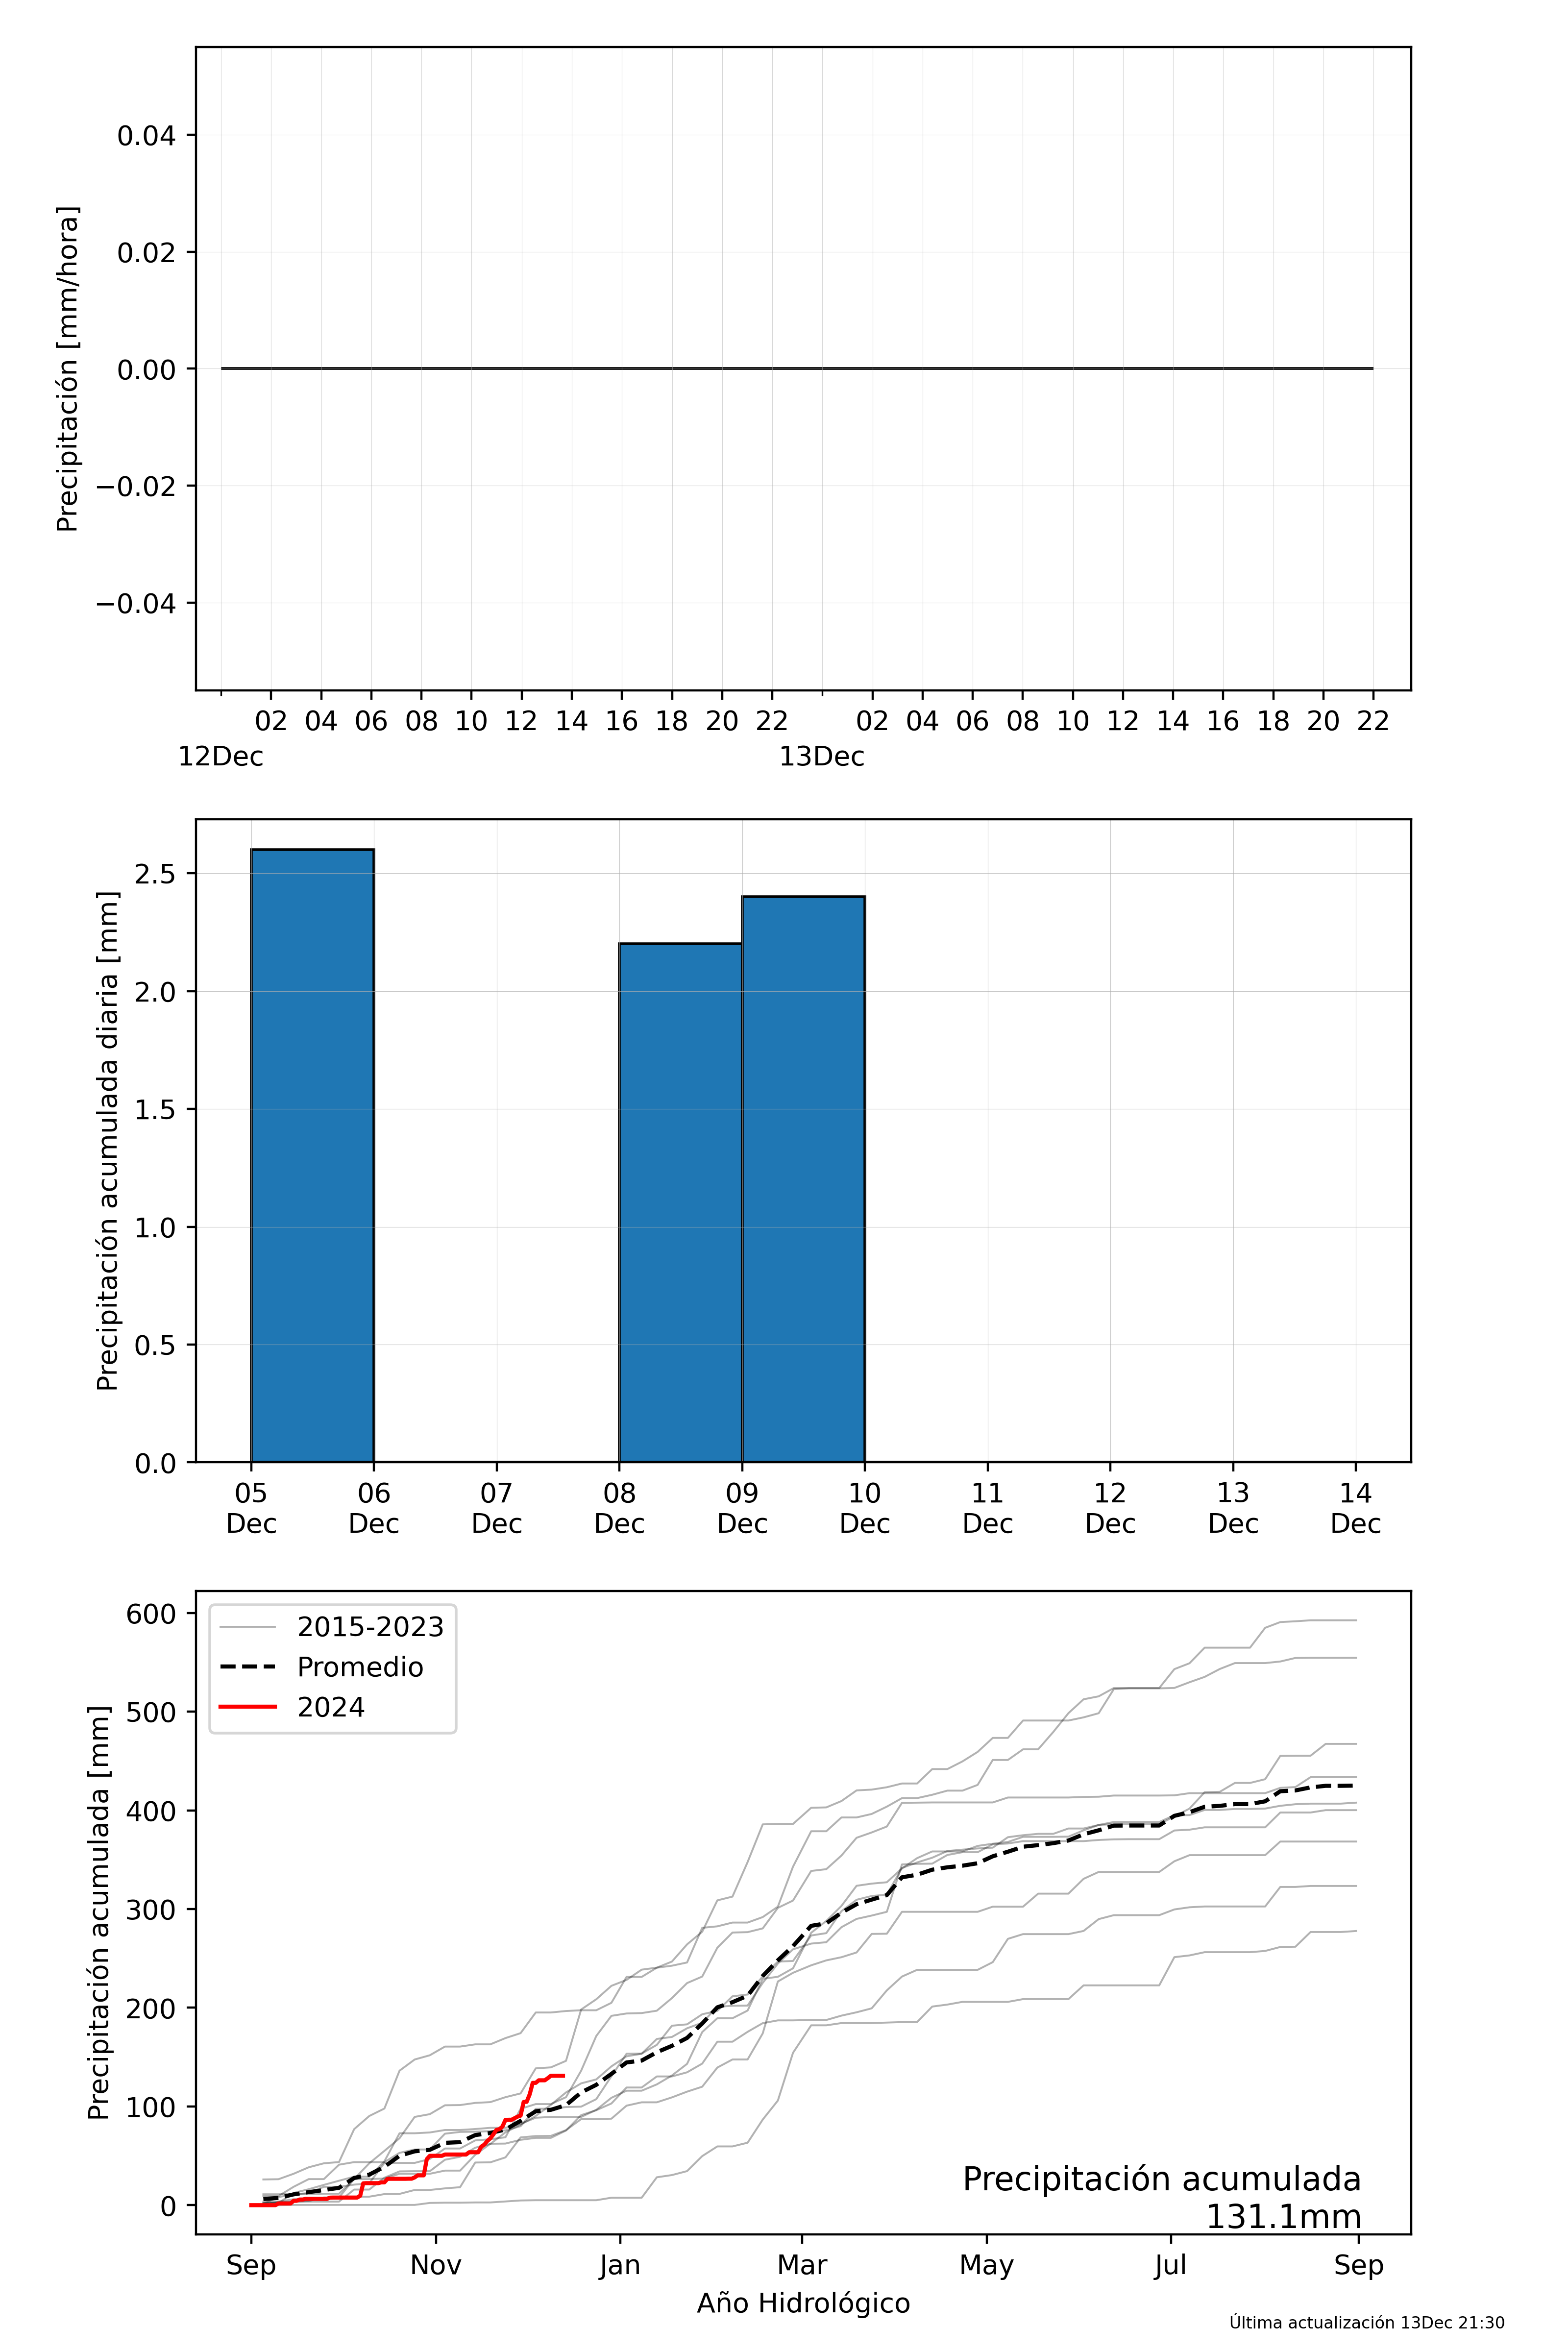 Precipitación [mm/hora]
0.04
0.02
0.00
−0.02
−0.04
02 04 06 08 10 12 14 16 18 20 22 02 04 06 08 10 12 14 16 18 20 22
12Dec 13Dec
Precipitación acumulada diaria [mm]
2.5
2.0
1.5
1.0
0.5
0.0
05 06 07 08 09 10 11 12 13 14
Dec Dec Dec Dec Dec Dec Dec Dec Dec Dec
Precipitación acumulada [mm]
600
500
400
300
200
100
0
2015-2023
Promedio
2024
Precipitación acumulada
131.1mm
Sep Nov Jan Mar May Jul Sep
Año Hidrológico
Última actualización 13Dec 21:30